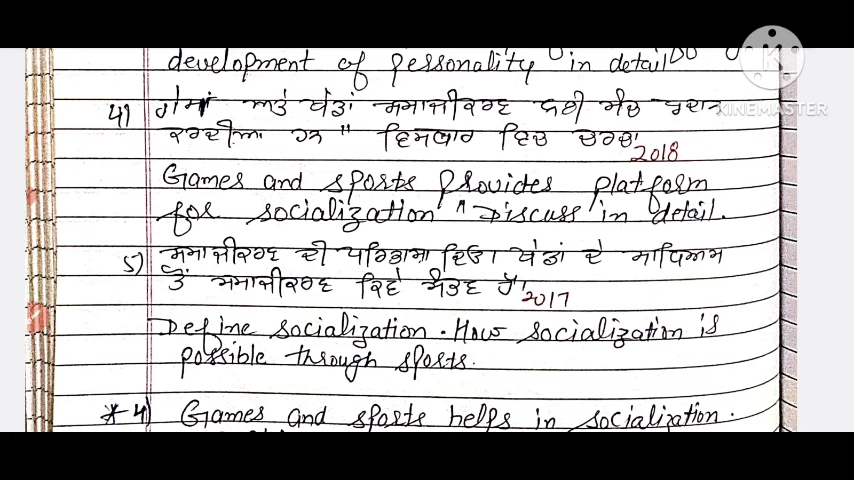 development of personality in detail
4) ਗੇਮਾਂ ਅਤੇ ਖੇਡਾਂ ਸਮਾਜੀਕਰਣ ਲਈ ਮੰਚ ਪ੍ਰਦਾਨ
ਕਰਦੀਆਂ ਹਨ " ਵਿਸਥਾਰ ਵਿਚ ਚਰਚਾ
2018
Games and sports provides platform
for socialization " Discuss in detail.
5) ਸਮਾਜੀਕਰਣ ਦੀ ਪਰਿਭਾਸ਼ਾ ਦਿਓ। ਖੇਡਾਂ ਦੇ ਮਾਧਿਅਮ
ਤੋਂ ਸਮਾਜੀਕਰਣ ਕਿਵੇਂ ਸੰਭਵ ਹੈ। 2017
Define socialization. How socialization is
possible through sports.
*4) Games and sports helps in socialization.
KINEMASTER